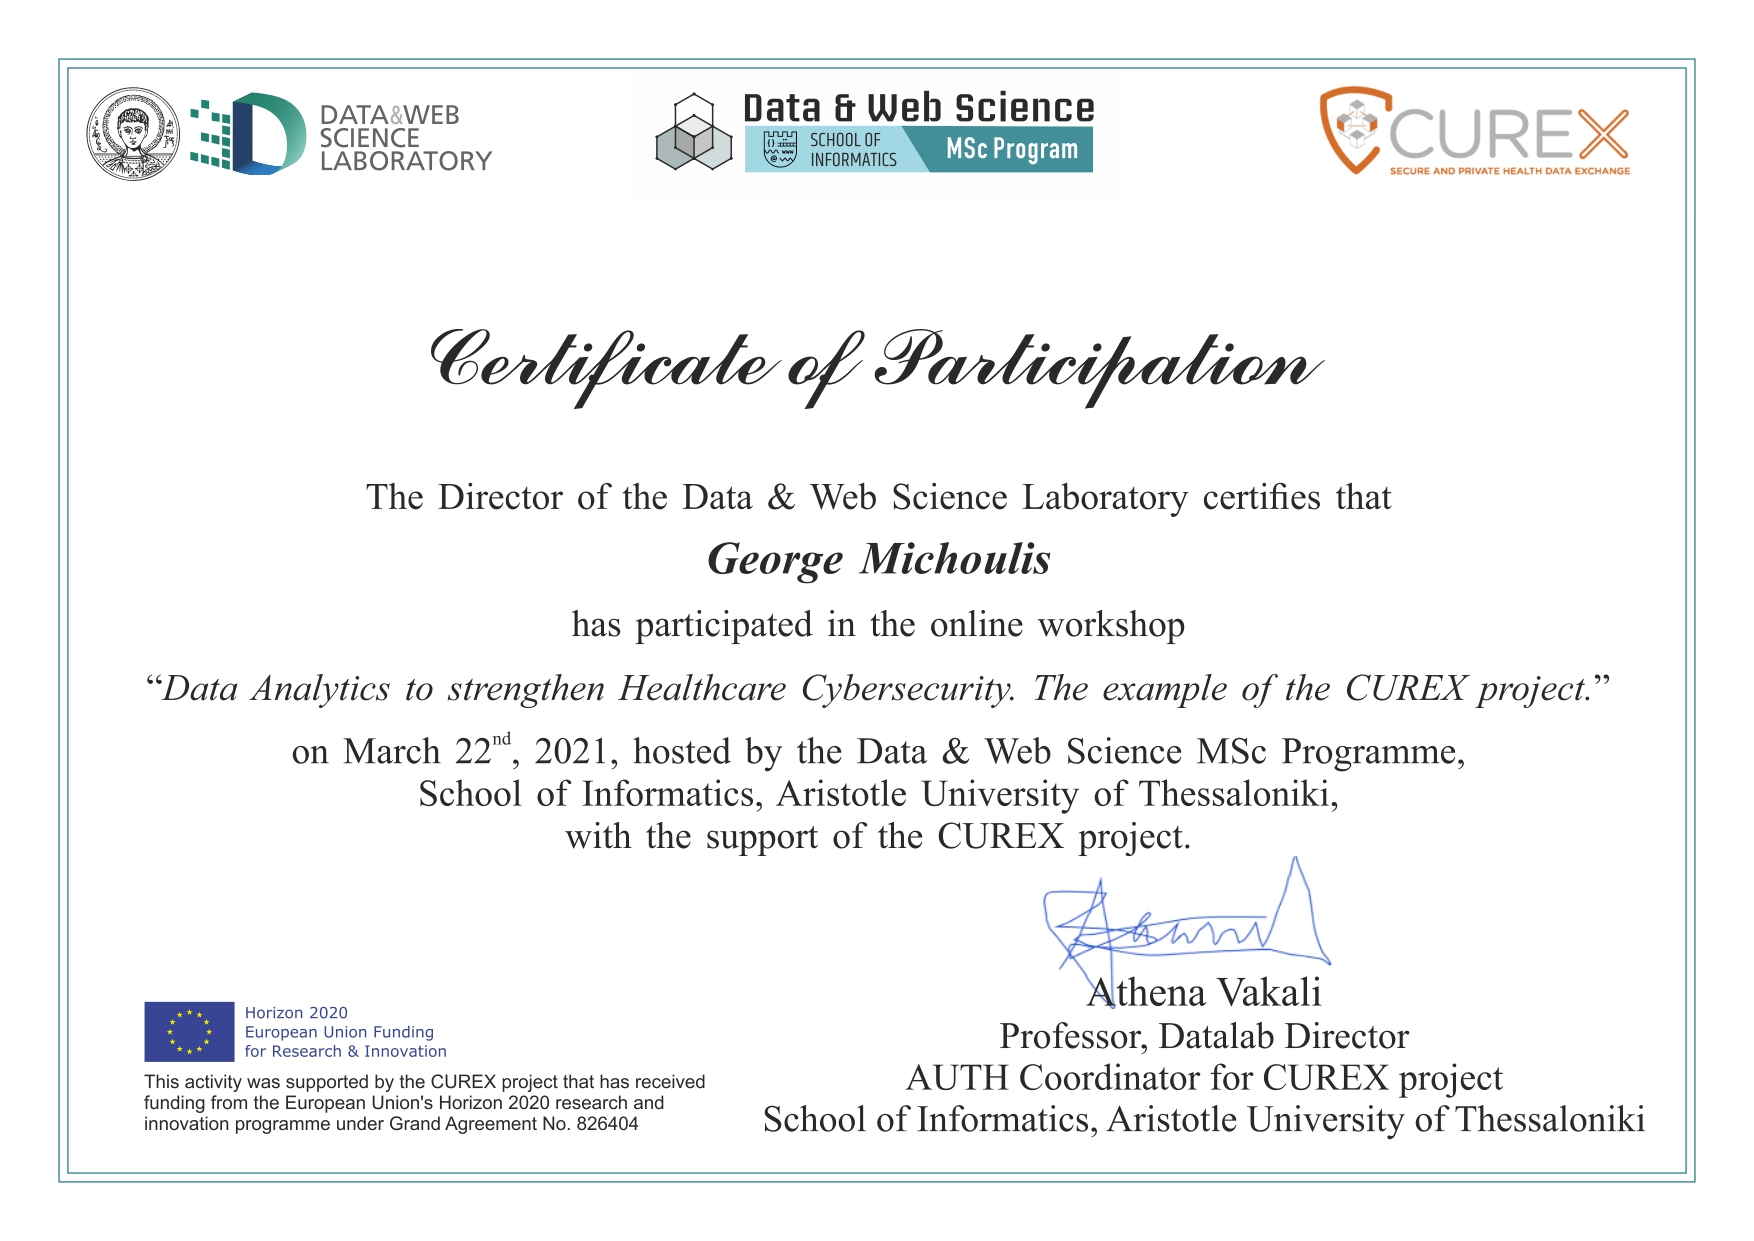 DATA&WEB
SCIENCE
LABORATORY
Data & Web Science
SCHOOL OF
INFORMATICS
MSc Program
CUREX
SECURE AND PRIVATE HEALTH DATA EXCHANGE
Certificate of Participation
The Director of the Data & Web Science Laboratory certifies that
George Michoulis
has participated in the online workshop
“Data Analytics to strengthen Healthcare Cybersecurity. The example of the CUREX project.”
on March 22nd, 2021, hosted by the Data & Web Science MSc Programme,
School of Informatics, Aristotle University of Thessaloniki,
with the support of the CUREX project.
Athena Vakali
Professor, Datalab Director
AUTH Coordinator for CUREX project
School of Informatics, Aristotle University of Thessaloniki
Horizon 2020
European Union Funding
for Research & Innovation
This activity was supported by the CUREX project that has received
funding from the European Union's Horizon 2020 research and
innovation programme under Grand Agreement No. 826404